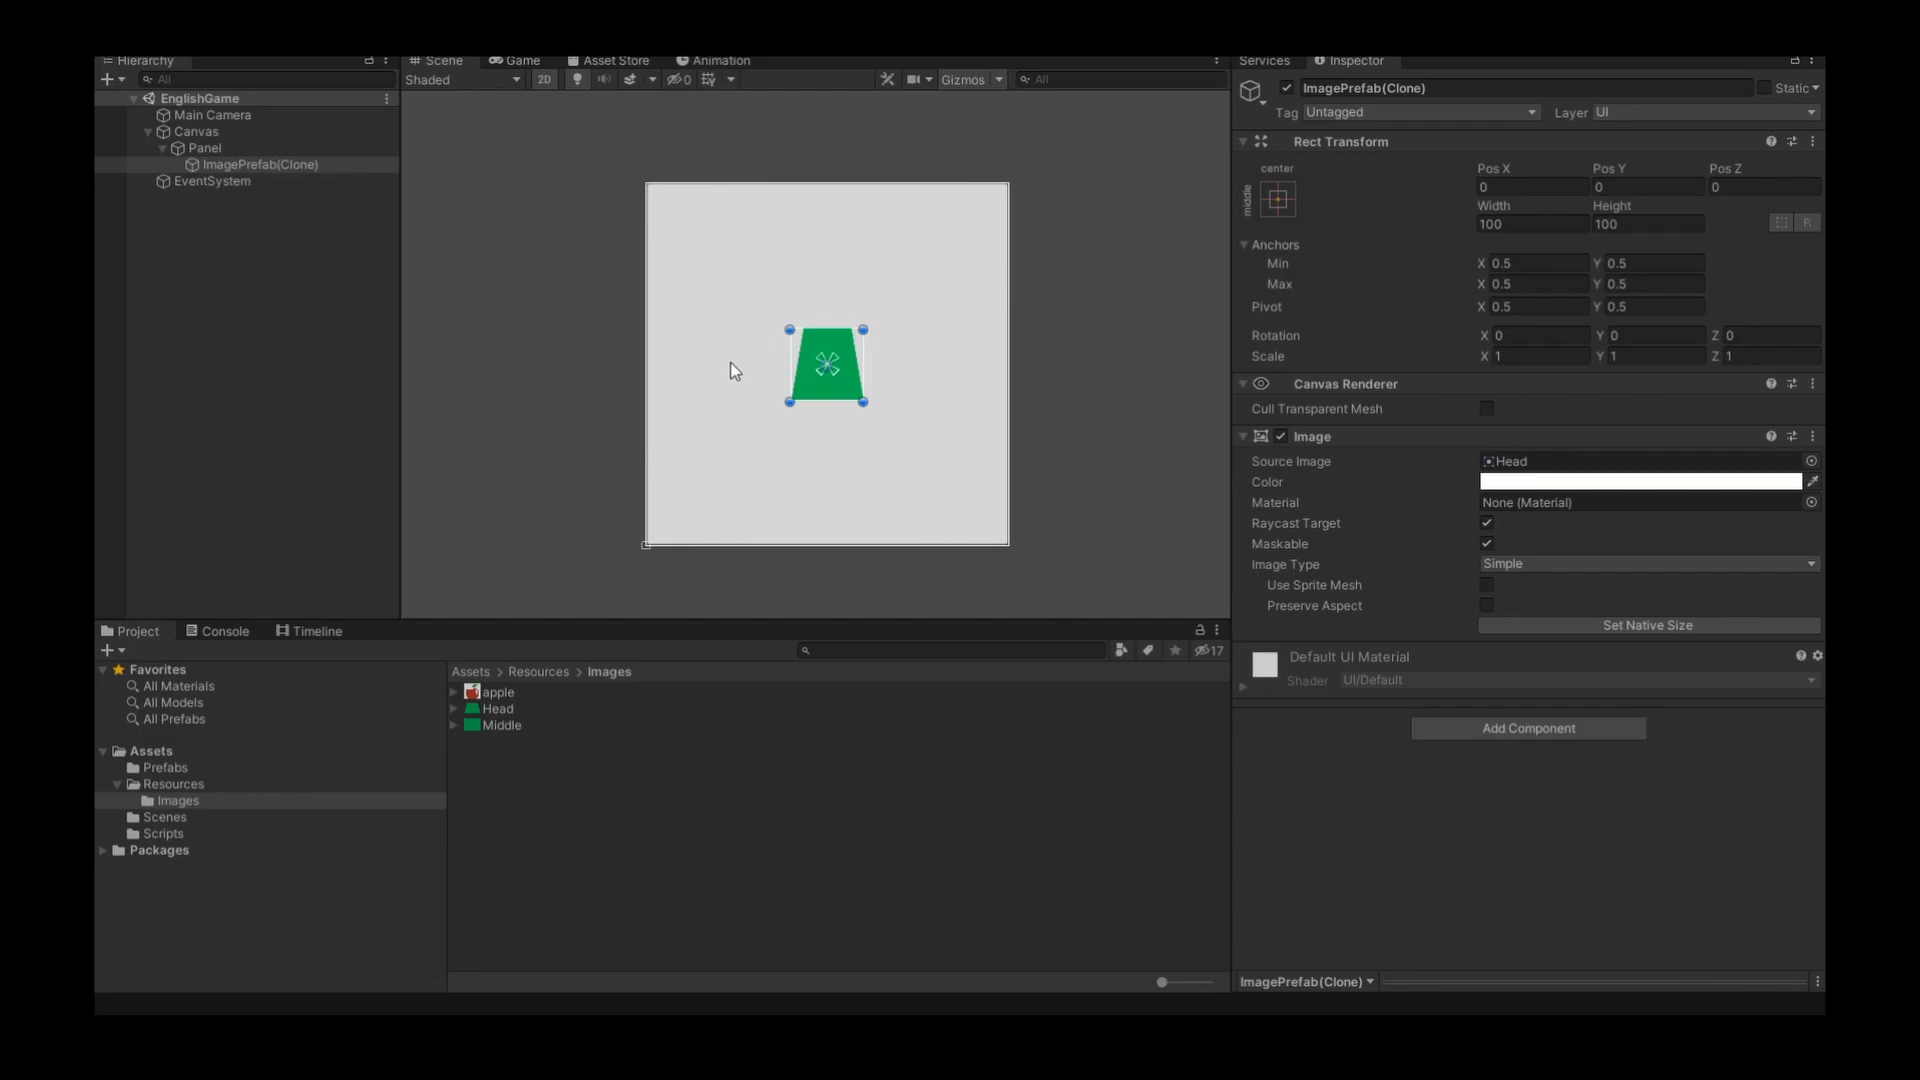 Hierarchy
All
EnglishGame
Main Camera
Canvas
Panel
ImagePrefab(Clone)
EventSystem
Scene Game Asset Store Animation
Shaded 2D 0 Gizmos All
Services Inspector
ImagePrefab(Clone) Static
Tag Untagged Layer UI
Rect Transform
center
middle
Pos X Pos Y Pos Z
0 0 0
Width Height
100 100 R
Anchors
Min X 0.5 Y 0.5
Max X 0.5 Y 0.5
Pivot X 0.5 Y 0.5
Rotation X 0 Y 0 Z 0
Scale X 1 Y 1 Z 1
Canvas Renderer
Cull Transparent Mesh
Image
Source Image Head
Color
Material None (Material)
Raycast Target
Maskable
Image Type Simple
Use Sprite Mesh
Preserve Aspect
Set Native Size
Default UI Material
Shader UI/Default
Add Component
ImagePrefab(Clone)
Project Console Timeline
17
Favorites
All Materials
All Models
All Prefabs
Assets
Prefabs
Resources
Images
Scenes
Scripts
Packages
Assets > Resources > Images
apple
Head
Middle